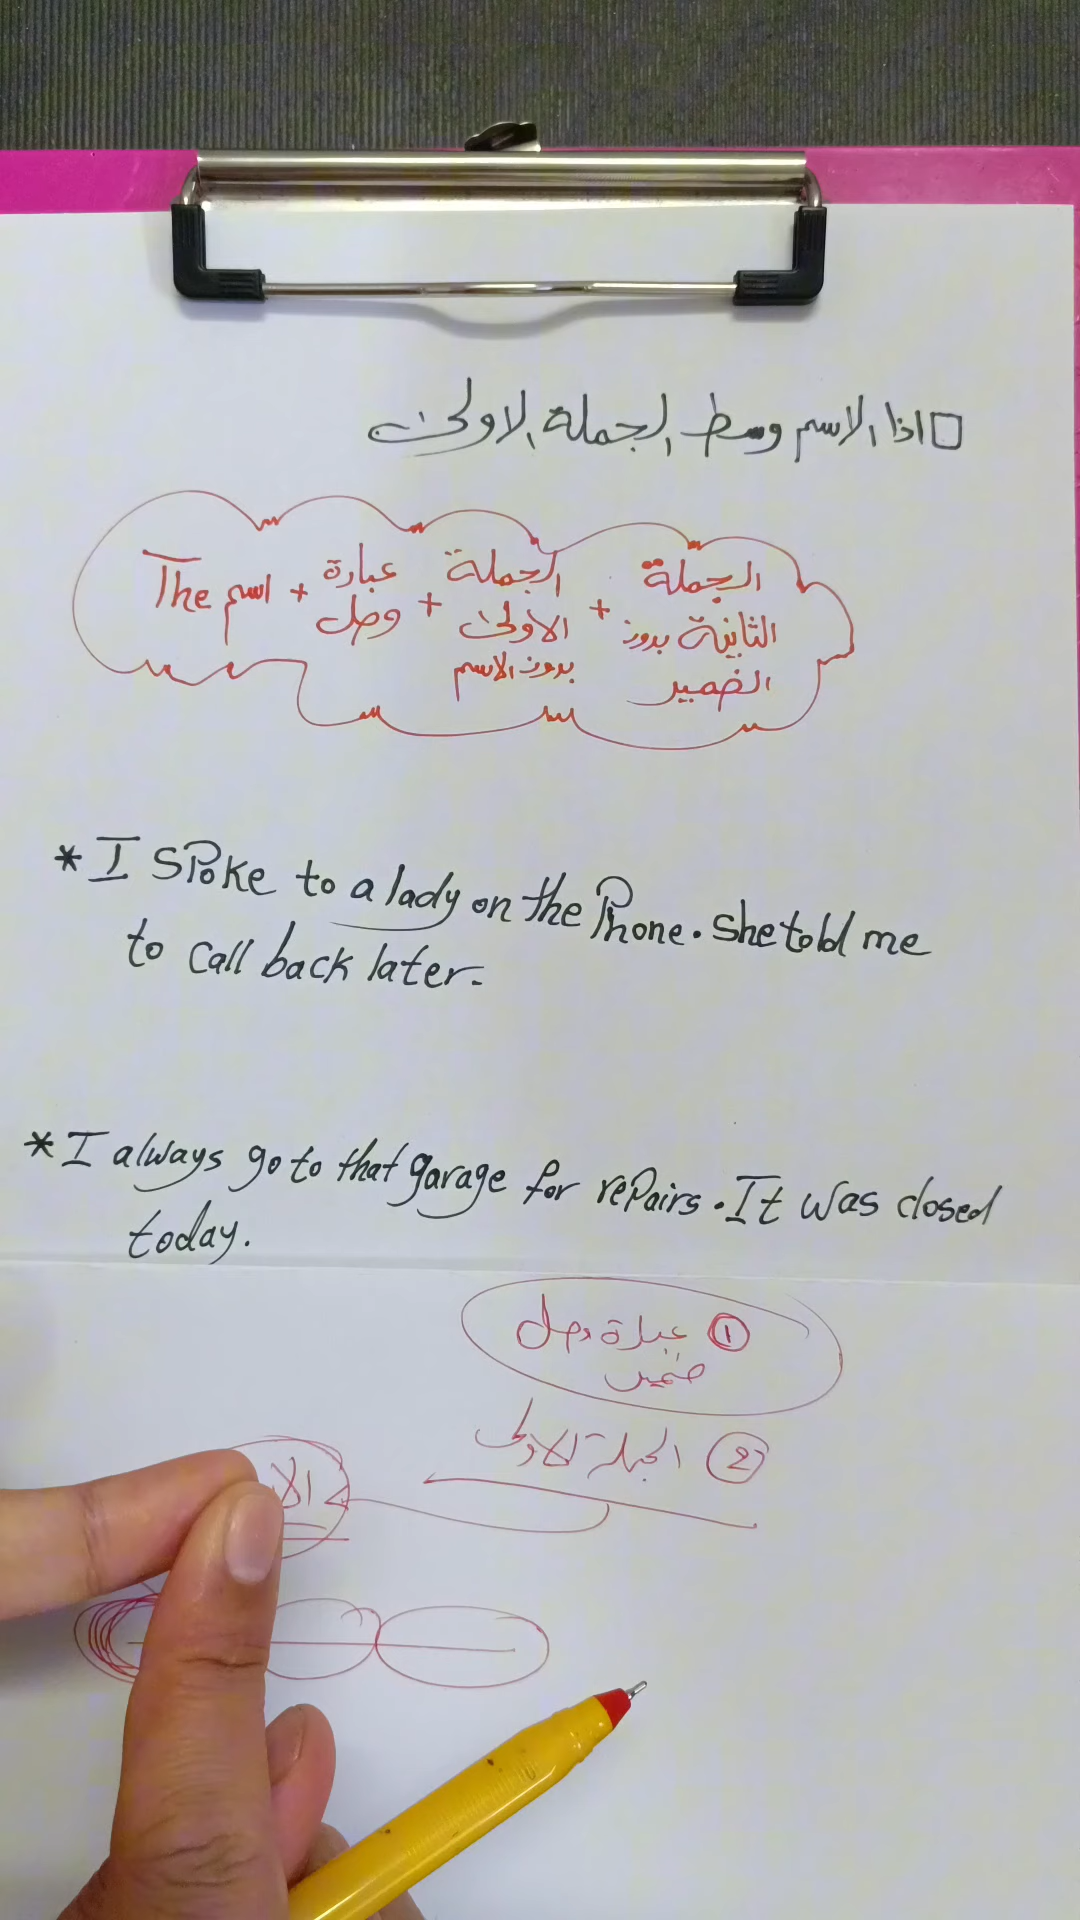 □ اذا الاسم وسط الجملة الاولى
The اسم + عبارة وصل + الجملة الأولى بدون الاسم + الجملة الثانية بدون الضمير
* I Spoke to a lady on the Phone. She told me
to call back later.
* I always go to that garage for repairs. It was closed
today.
① عبارة وصل
ضمير
② الجملة الاولى